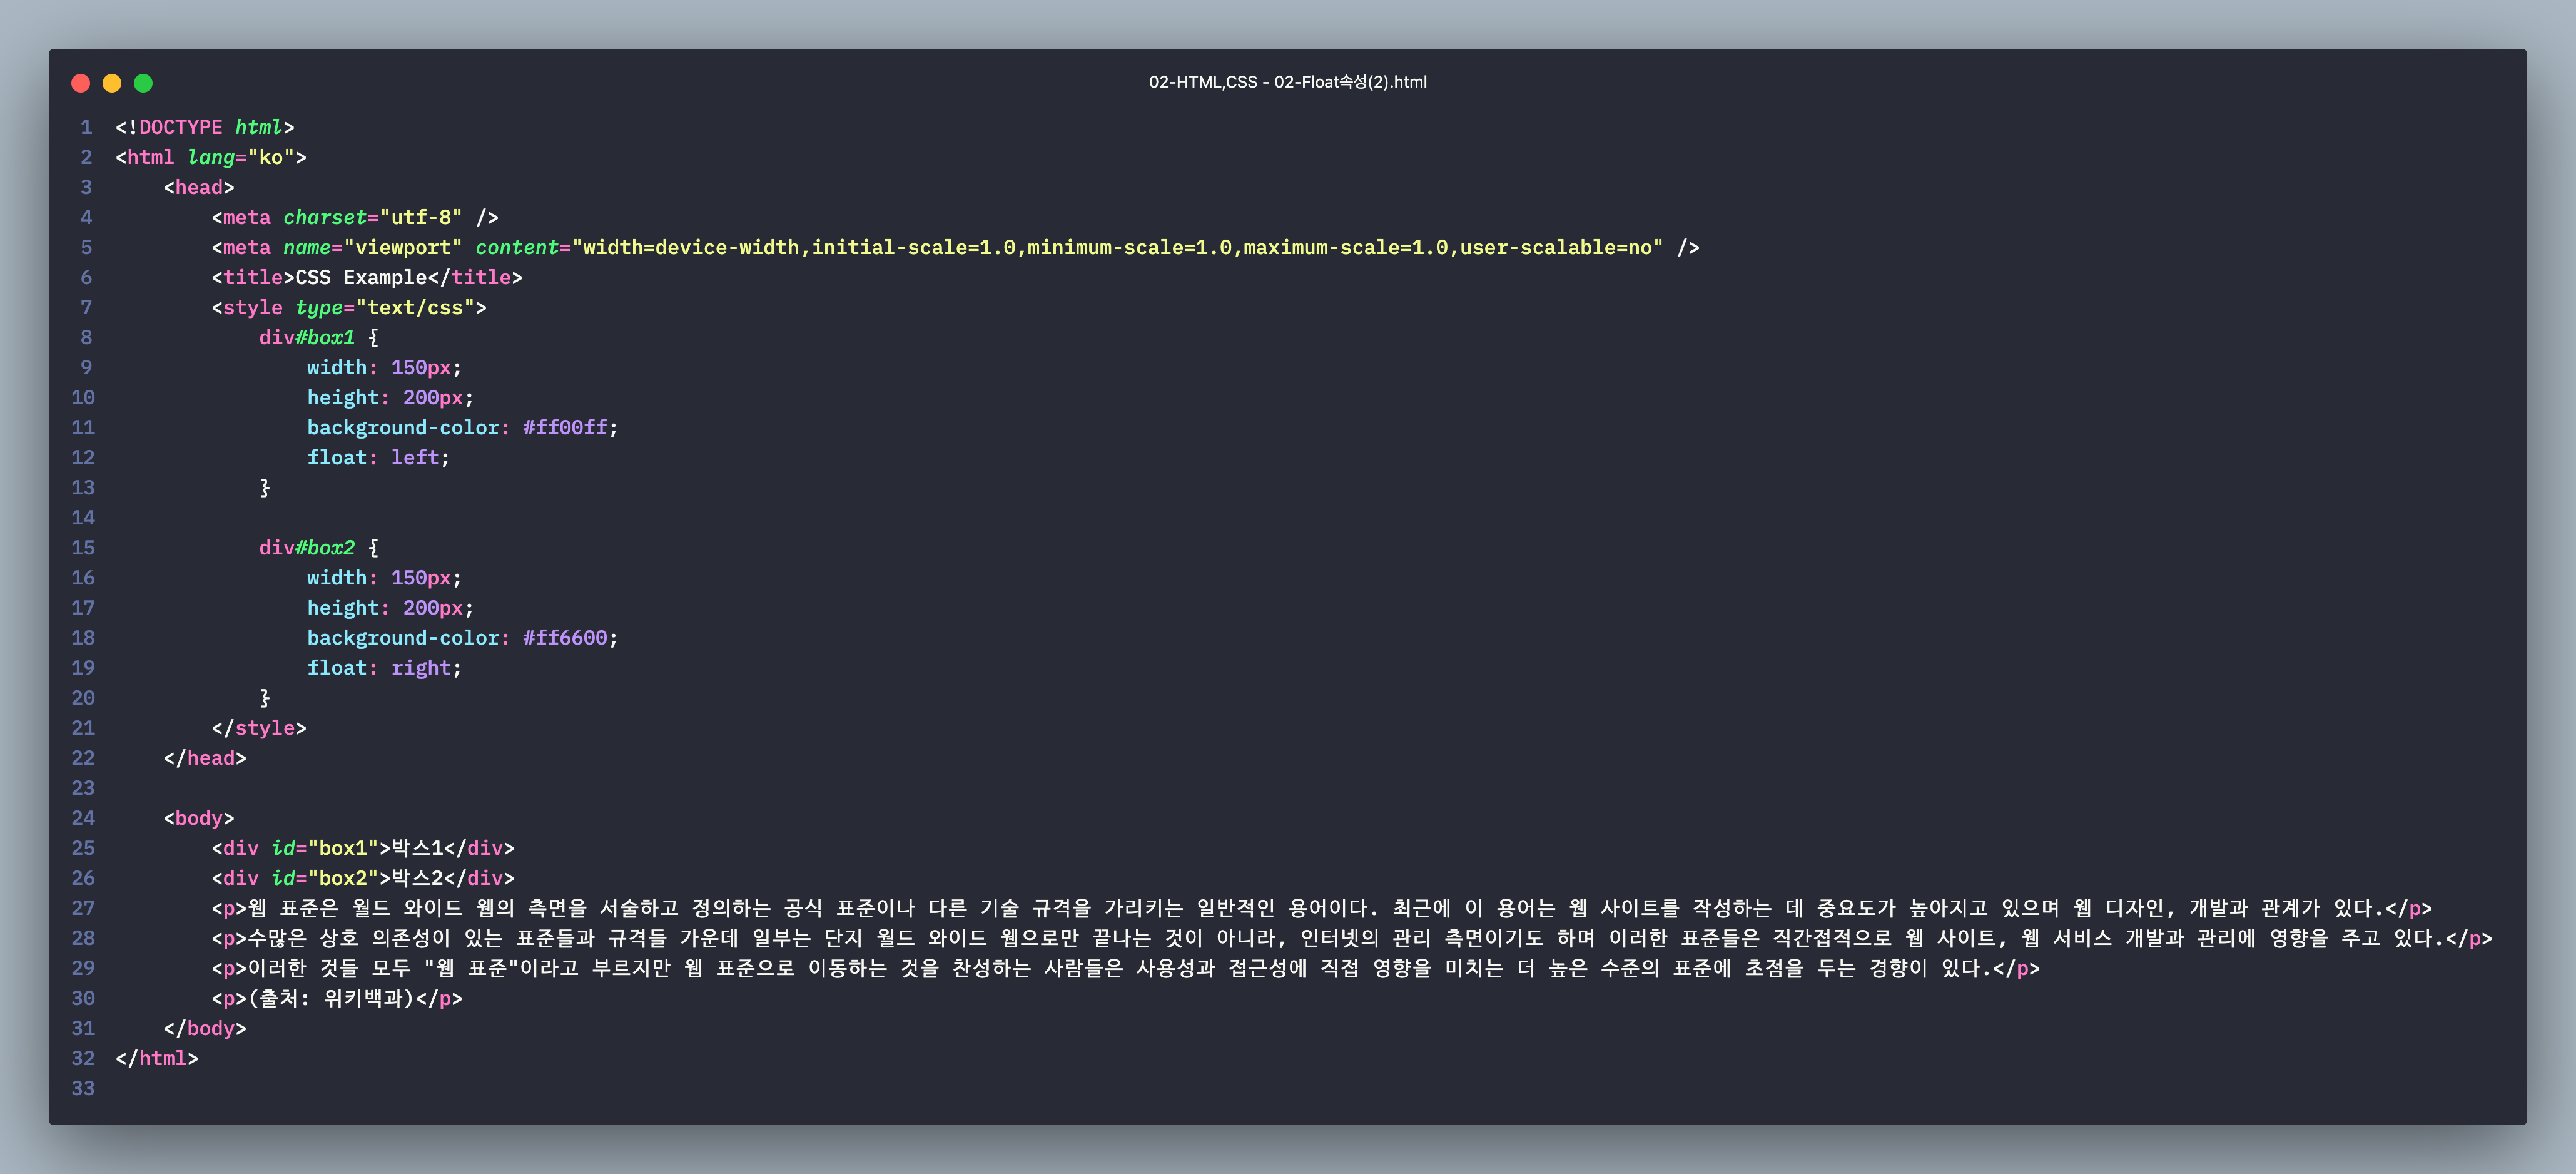 02-HTML,CSS - 02-Float속성(2).html
1 <!DOCTYPE html>
2 <html lang="ko">
3     <head>
4         <meta charset="utf-8" />
5         <meta name="viewport" content="width=device-width,initial-scale=1.0,minimum-scale=1.0,maximum-scale=1.0,user-scalable=no" />
6         <title>CSS Example</title>
7         <style type="text/css">
8             div#box1 {
9                 width: 150px;
10                 height: 200px;
11                 background-color: #ff00ff;
12                 float: left;
13             }
14
15             div#box2 {
16                 width: 150px;
17                 height: 200px;
18                 background-color: #ff6600;
19                 float: right;
20             }
21         </style>
22     </head>
23
24     <body>
25         <div id="box1">박스1</div>
26         <div id="box2">박스2</div>
27         <p>웹 표준은 월드 와이드 웹의 측면을 서술하고 정의하는 공식 표준이나 다른 기술 규격을 가리키는 일반적인 용어이다. 최근에 이 용어는 웹 사이트를 작성하는 데 중요도가 높아지고 있으며 웹 디자인, 개발과 관계가 있다.</p>
28         <p>수많은 상호 의존성이 있는 표준들과 규격들 가운데 일부는 단지 월드 와이드 웹으로만 끝나는 것이 아니라, 인터넷의 관리 측면이기도 하며 이러한 표준들은 직간접적으로 웹 사이트, 웹 서비스 개발과 관리에 영향을 주고 있다.</p>
29         <p>이러한 것들 모두 "웹 표준"이라고 부르지만 웹 표준으로 이동하는 것을 찬성하는 사람들은 사용성과 접근성에 직접 영향을 미치는 더 높은 수준의 표준에 초점을 두는 경향이 있다.</p>
30         <p>(출처: 위키백과)</p>
31     </body>
32 </html>
33